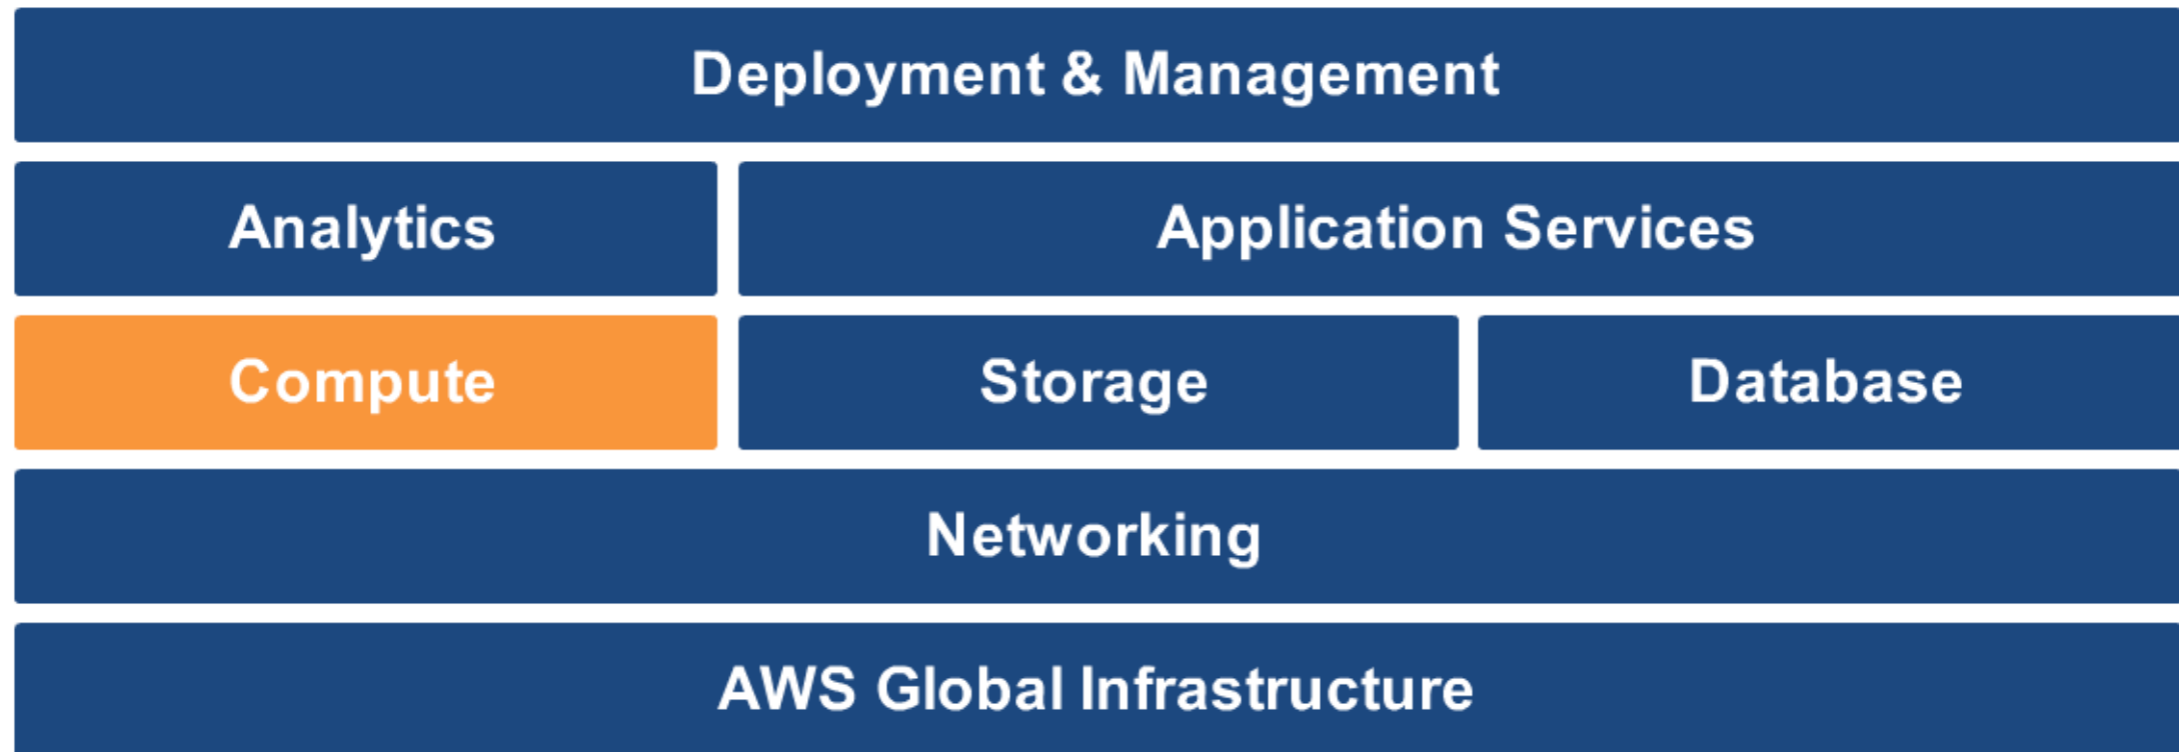 Deployment & Management
Analytics
Application Services
Compute
Storage
Database
Networking
AWS Global Infrastructure